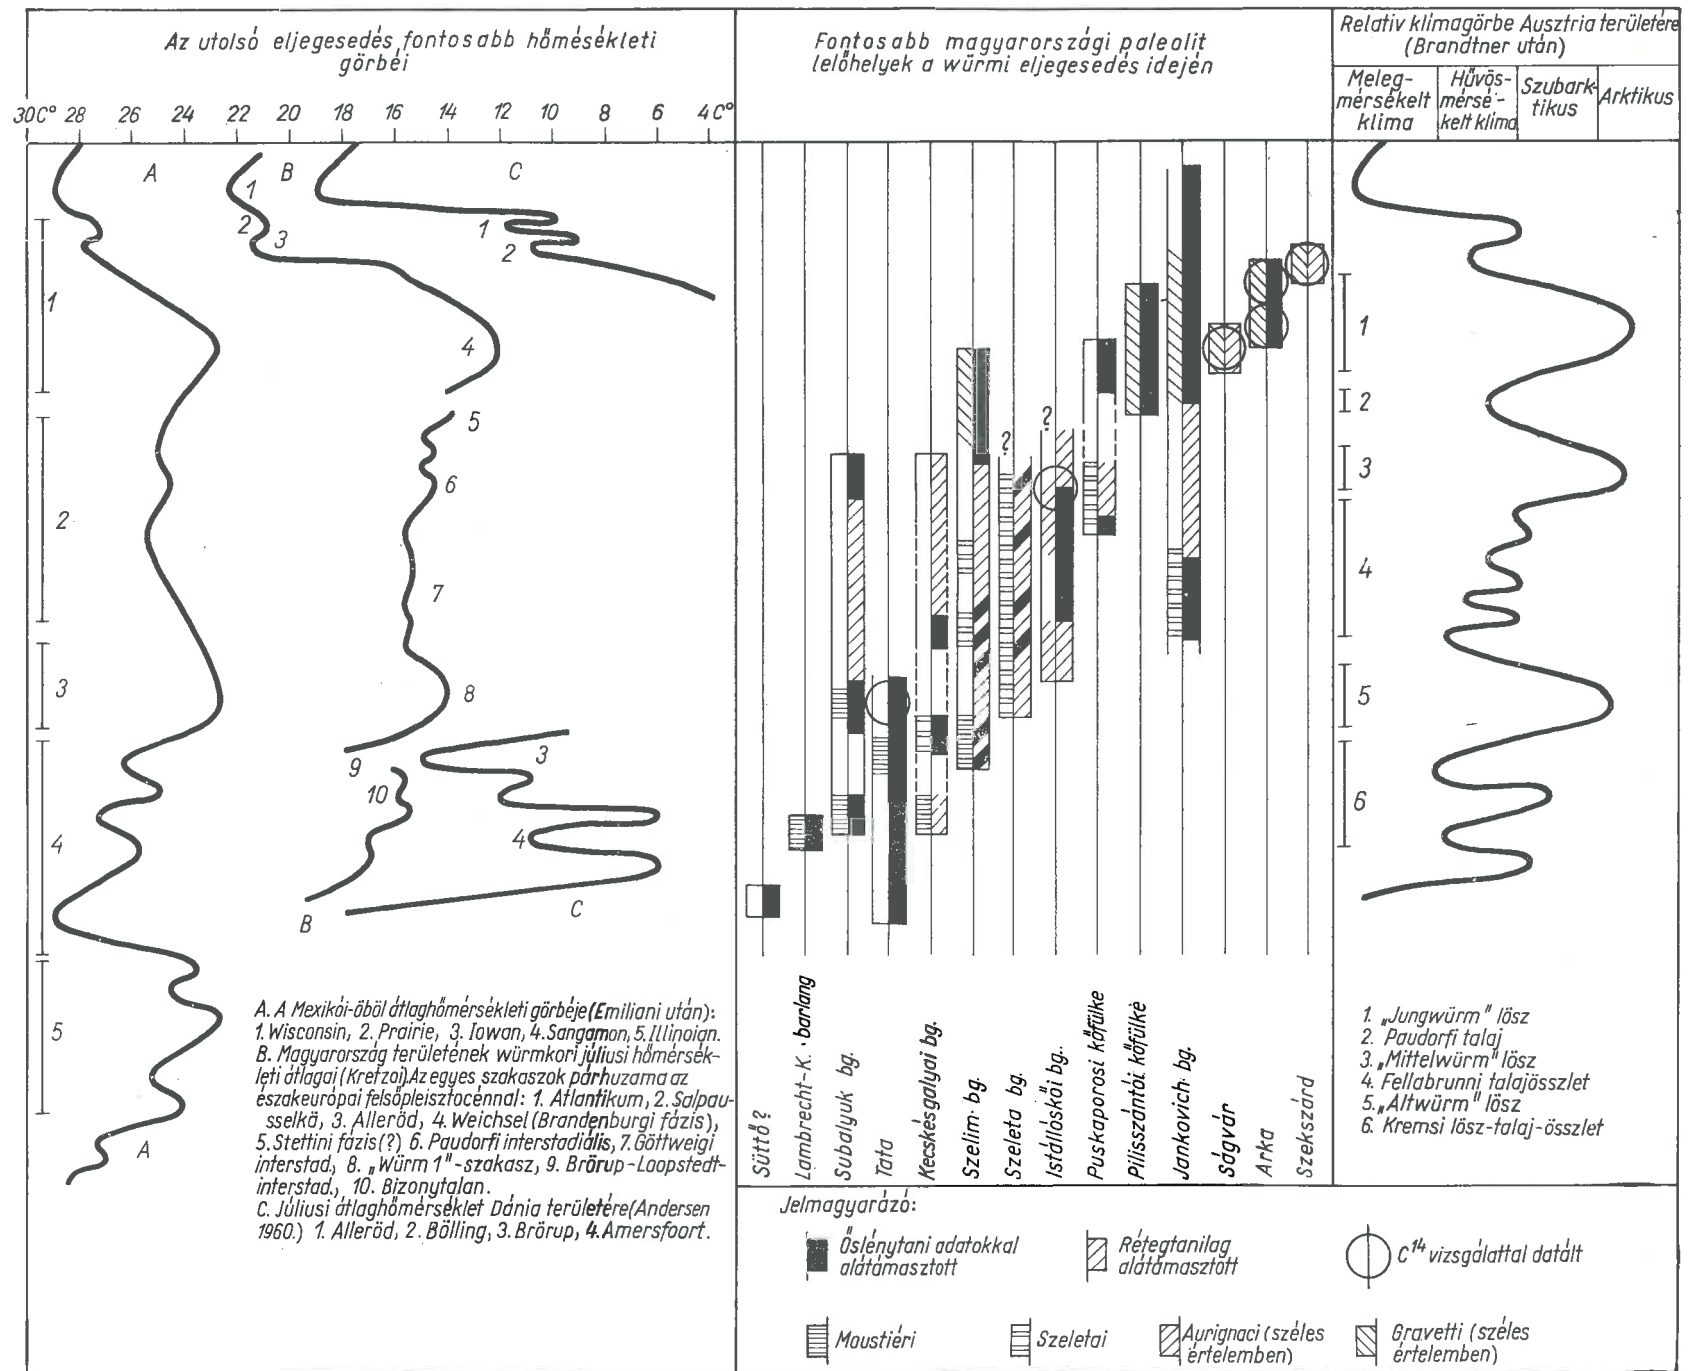 Az utolsó eljegesedés fontosabb hőmésékleti
görbéi
30C° 28 26 24 22 20 18 16 14 12 10 8 6 4C°
A
B
C
1
2
3
1
2
1
4
5
6
2
7
3
8
9
3
10
4
4
B
C
5
A
A. A Mexikói-öböl átlaghőmérsékleti görbéje (Emiliani után):
1. Wisconsin, 2. Prairie, 3. Iowan, 4. Sangamon, 5. Illinoian.
B. Magyarország területének würmkori júliusi hőmérsék-
leti átlagai (Kretzoi) Az egyes szakaszok párhuzama az
északeurópai felsőpleisztocénnal: 1. Atlantikum, 2. Salpau-
sselkä, 3. Alleröd, 4. Weichsel (Brandenburgi fázis),
5. Stettini fázis (?) 6. Paudorfi interstadiális, 7. Göttweigi
interstad., 8. „Würm 1"-szakasz, 9. Brörup-Loopstedt-
interstad., 10. Bizonytalan.
C. Júliusi átlaghőmérséklet Dánia területére (Andersen
1960.) 1. Alleröd, 2. Bölling, 3. Brörup, 4. Amersfoort.
Fontosabb magyarországi paleolit
lelőhelyek a würmi eljegesedés idején
?
?
Süttő?
Lambrecht-K.-barlang
Subalyuk bg.
Tata
Kecskésgalyai bg.
Szelim bg.
Szeleta bg.
Istállóskői bg.
Puskaporosi kőfülke
Pilisszántói kőfülke
Jankovich bg.
Ságvár
Arka
Szekszárd
Jelmagyarázó:
Őslénytani adatokkal
alátámasztott
Rétegtanilag
alátámasztott
C14 vizsgálattal datált
Moustiéri
Szeletai
Aurignaci (széles
értelemben)
Gravetti (széles
értelemben)
Relativ klímagörbe Ausztria területére
(Brandtner után)
Meleg-
mérsékelt
klíma
Hűvös-
mérsé-
kelt klíma
Szubark-
tikus
Arktikus
1
2
3
4
5
6
1. „Jungwürm" lösz
2. Paudorfi talaj
3. „Mittelwürm" lösz
4. Fellabrunni talajösszlet
5. „Altwürm" lösz
6. Kremsi lösz-talaj-összlet